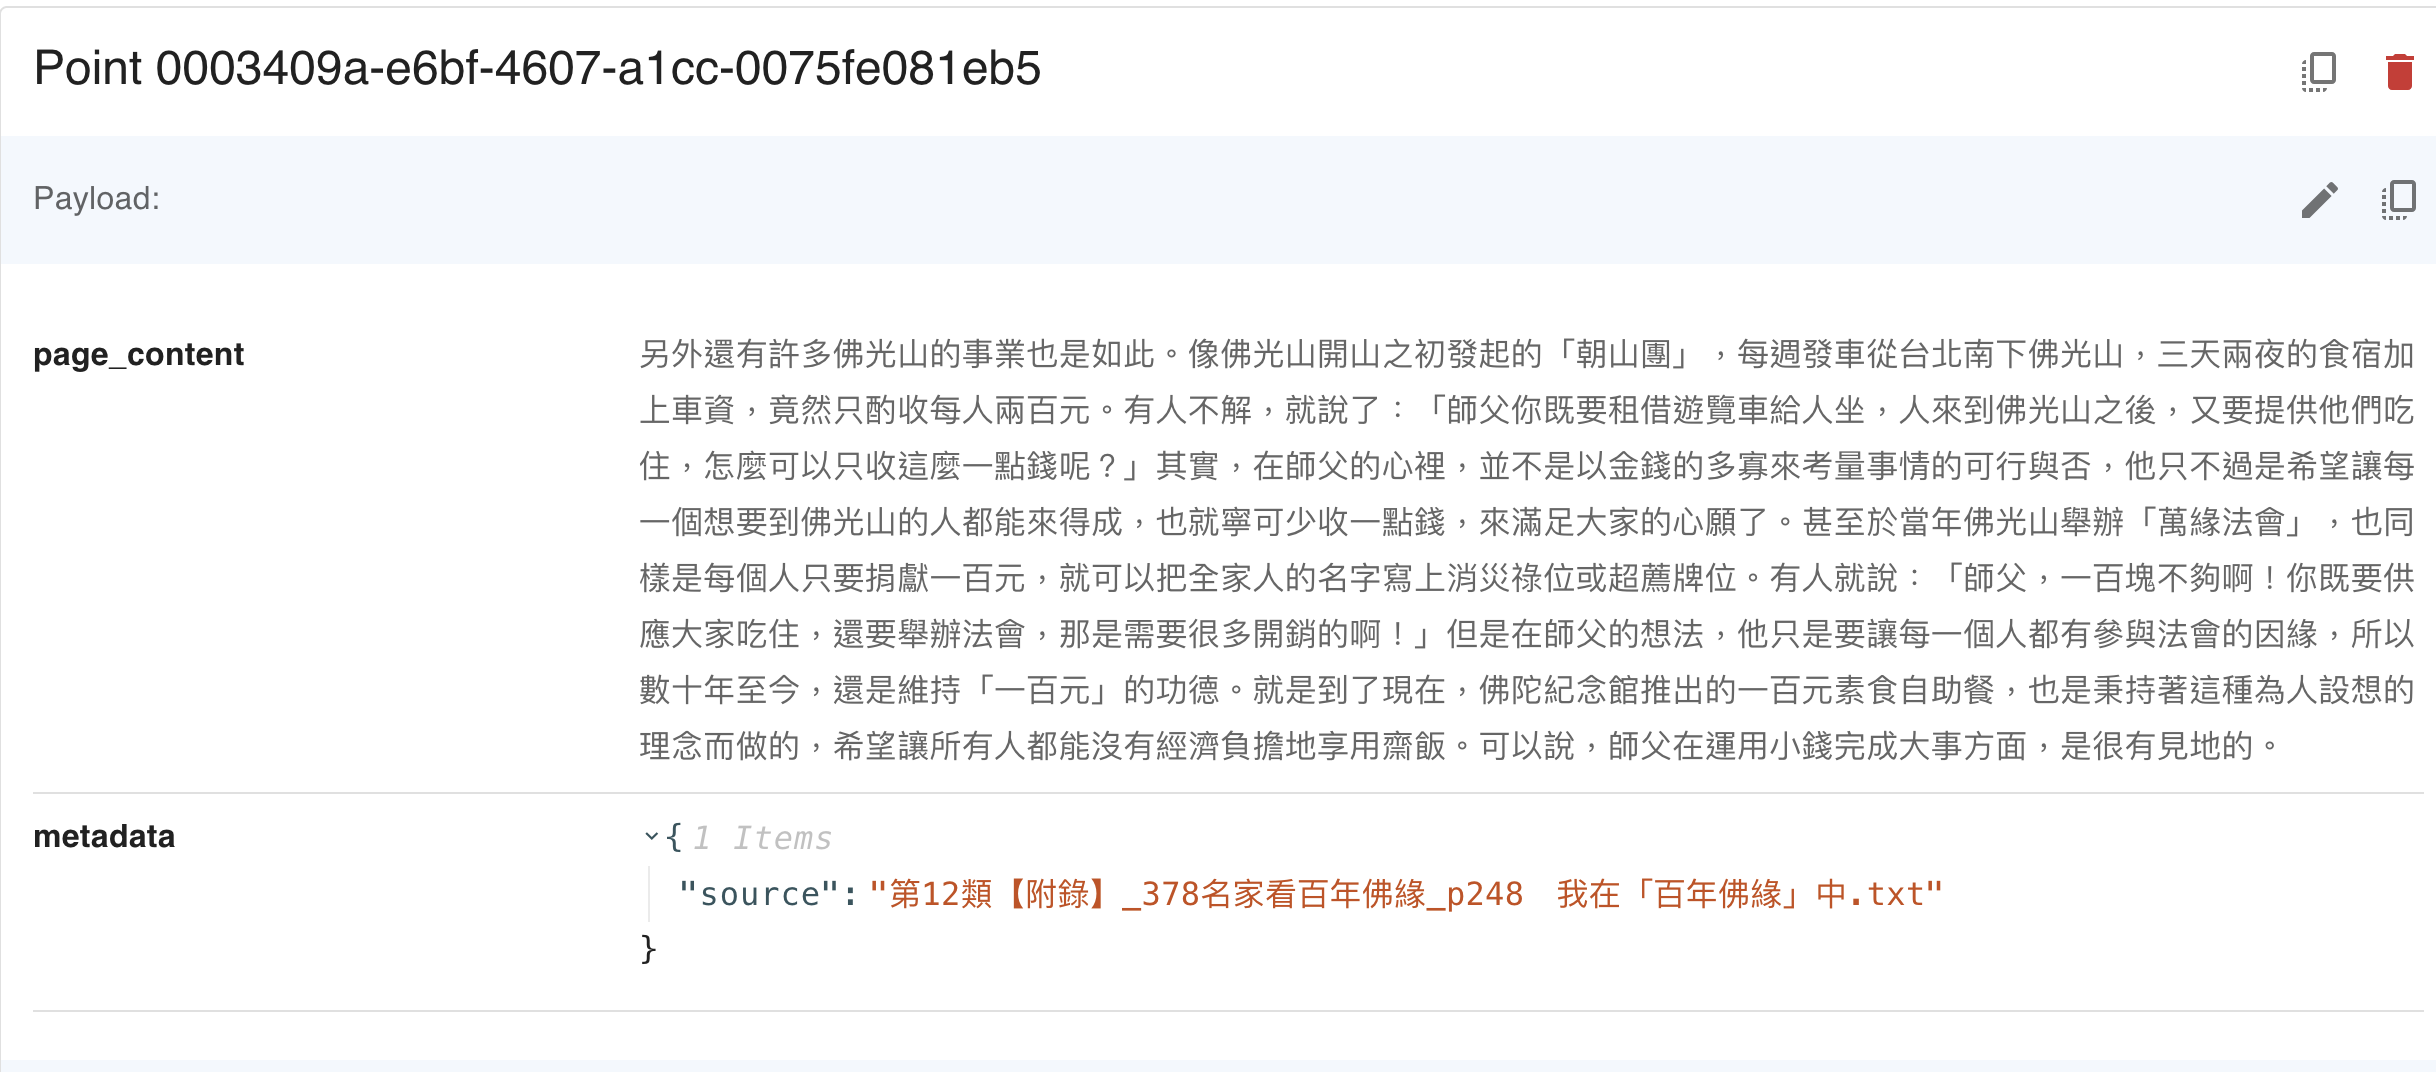 Point 0003409a-e6bf-4607-a1cc-0075fe081eb5
Payload:
page_content
另外還有許多佛光山的事業也是如此。像佛光山開山之初發起的「朝山團」，每週發車從台北南下佛光山，三天兩夜的食宿加
上車資，竟然只酌收每人兩百元。有人不解，就說了：「師父你既要租借遊覽車給人坐，人來到佛光山之後，又要提供他們吃
住，怎麼可以只收這麼一點錢呢？」其實，在師父的心裡，並不是以金錢的多寡來考量事情的可行與否，他只不過是希望讓每
一個想要到佛光山的人都能來得成，也就寧可少收一點錢，來滿足大家的心願了。甚至於當年佛光山舉辦「萬緣法會」，也同
樣是每個人只要捐獻一百元，就可以把全家人的名字寫上消災祿位或超薦牌位。有人就說：「師父，一百塊不夠啊！你既要供
應大家吃住，還要舉辦法會，那是需要很多開銷的啊！」但是在師父的想法，他只是要讓每一個人都有參與法會的因緣，所以
數十年至今，還是維持「一百元」的功德。就是到了現在，佛陀紀念館推出的一百元素食自助餐，也是秉持著這種為人設想的
理念而做的，希望讓所有人都能沒有經濟負擔地享用齋飯。可以說，師父在運用小錢完成大事方面，是很有見地的。
metadata
{ 1 Items
"source": "第12類【附錄】_378名家看百年佛緣_p248　我在「百年佛緣」中.txt"
}